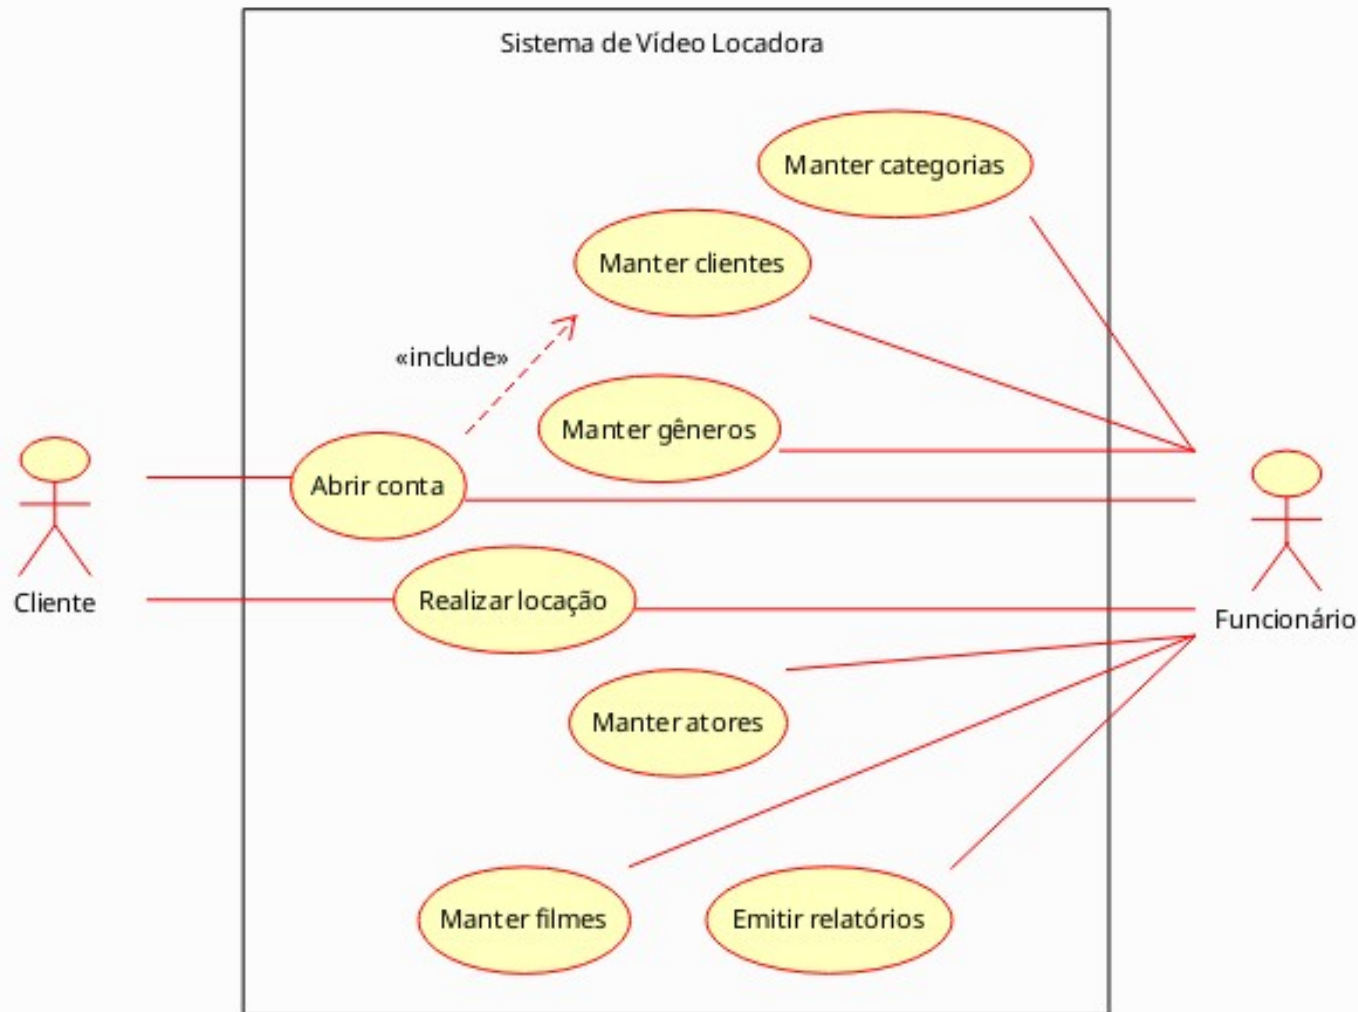 Sistema de Vídeo Locadora
Manter categorias
Manter clientes
«include»
Manter gêneros
Abrir conta
Cliente
Realizar locação
Funcionário
Manter atores
Manter filmes
Emitir relatórios